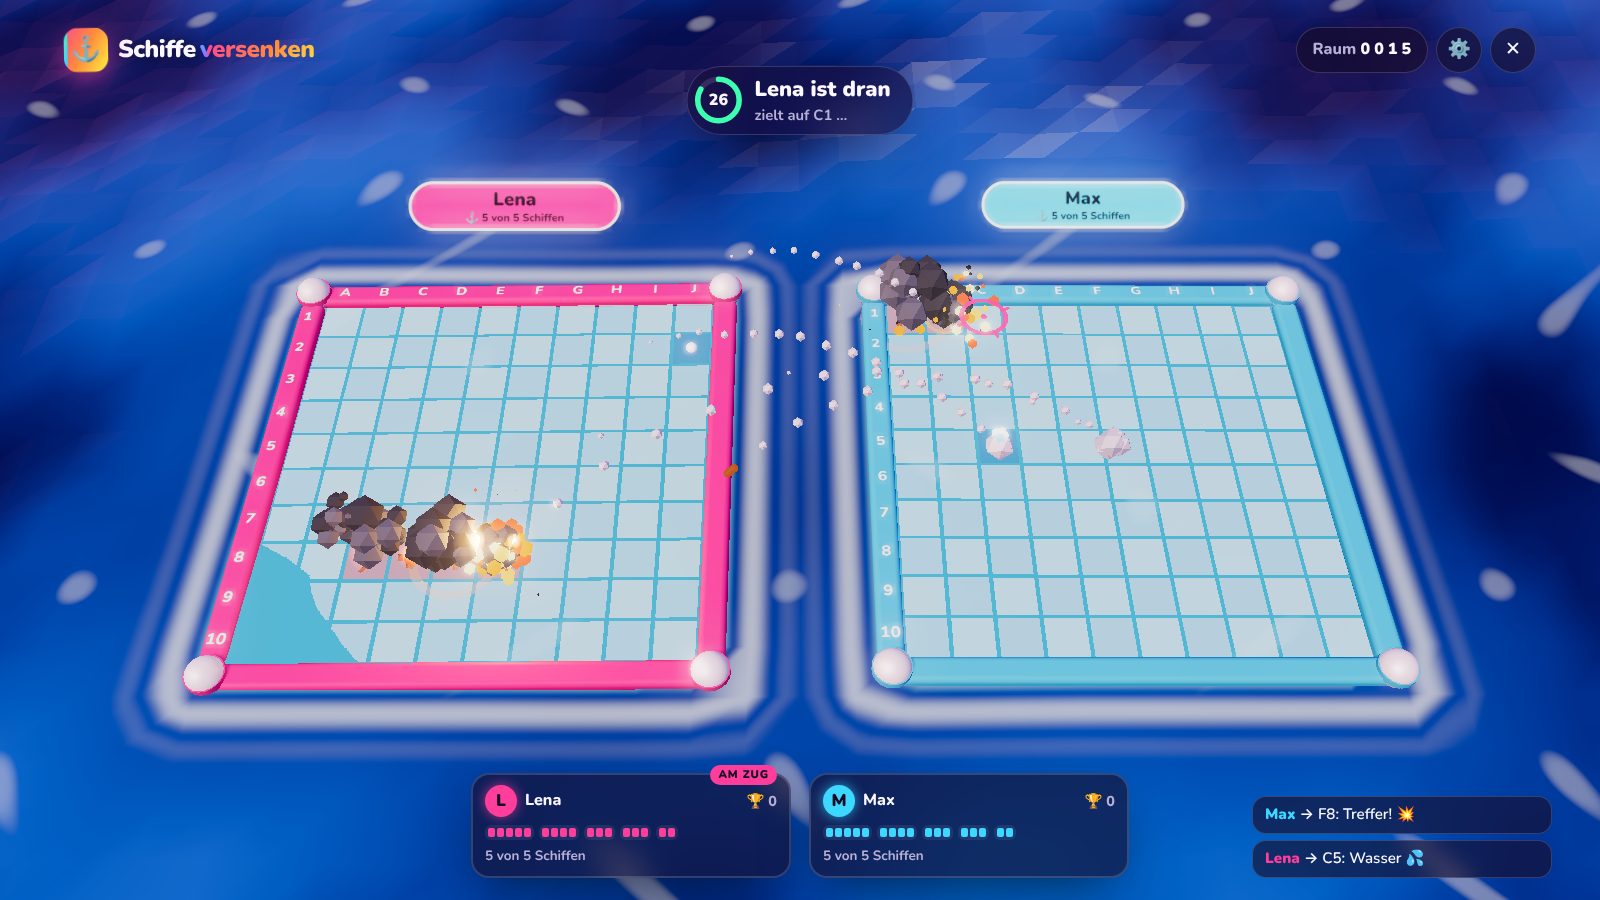 Schiffe versenken
Raum 0015
26
Lena ist dran
zielt auf C1 ...
Lena
5 von 5 Schiffen
Max
5 von 5 Schiffen
A B C D E F G H I J
1
2
3
4
5
6
7
8
9
10
C D E F G H I J
1
2
4
5
6
7
8
9
10
AM ZUG
L Lena 0
5 von 5 Schiffen
M Max 0
5 von 5 Schiffen
Max → F8: Treffer! 💥
Lena → C5: Wasser 💦